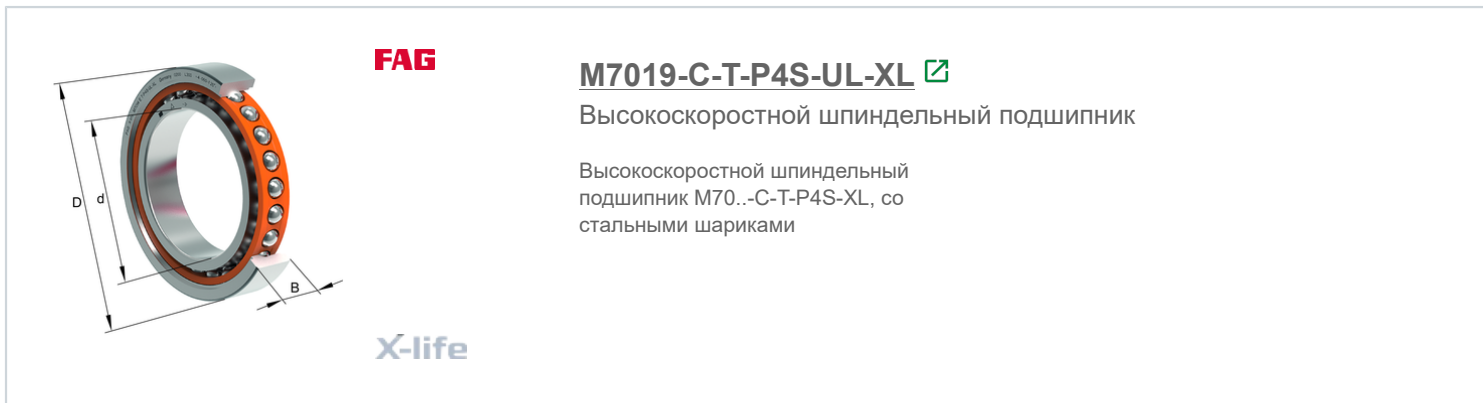 FAG
M7019-C-T-P4S-UL-XL
Высокоскоростной шпиндельный подшипник
Высокоскоростной шпиндельный
подшипник M70..-C-T-P4S-XL, со
стальными шариками
D
d
B
X-life